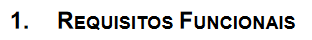 1. REQUISITOS FUNCIONAIS